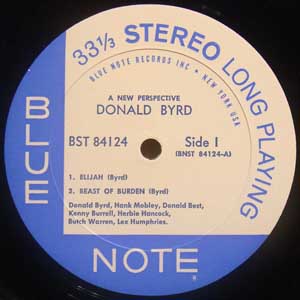 33⅓ STEREO LONG PLAYING
BLUE NOTE RECORDS INC • NEW YORK USA
A NEW PERSPECTIVE
DONALD BYRD
BST 84124
Side 1
(BNST 84124-A)
1. ELIJAH (Byrd)
2. BEAST OF BURDEN (Byrd)
Donald Byrd, Hank Mobley, Donald Best,
Kenny Burrell, Herbie Hancock,
Butch Warren, Lex Humphries.
BLUE
NOTE